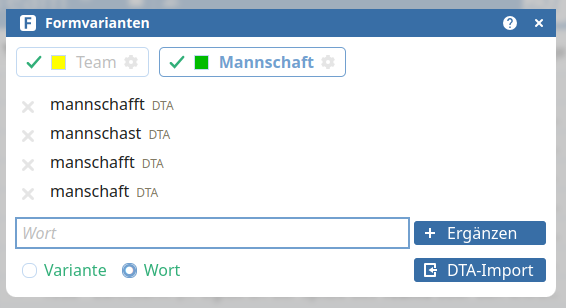 F Formvarianten ? ×
Team Mannschaft
mannschafft DTA
mannschast DTA
manschafft DTA
manschaft DTA
Wort + Ergänzen
Variante Wort DTA-Import